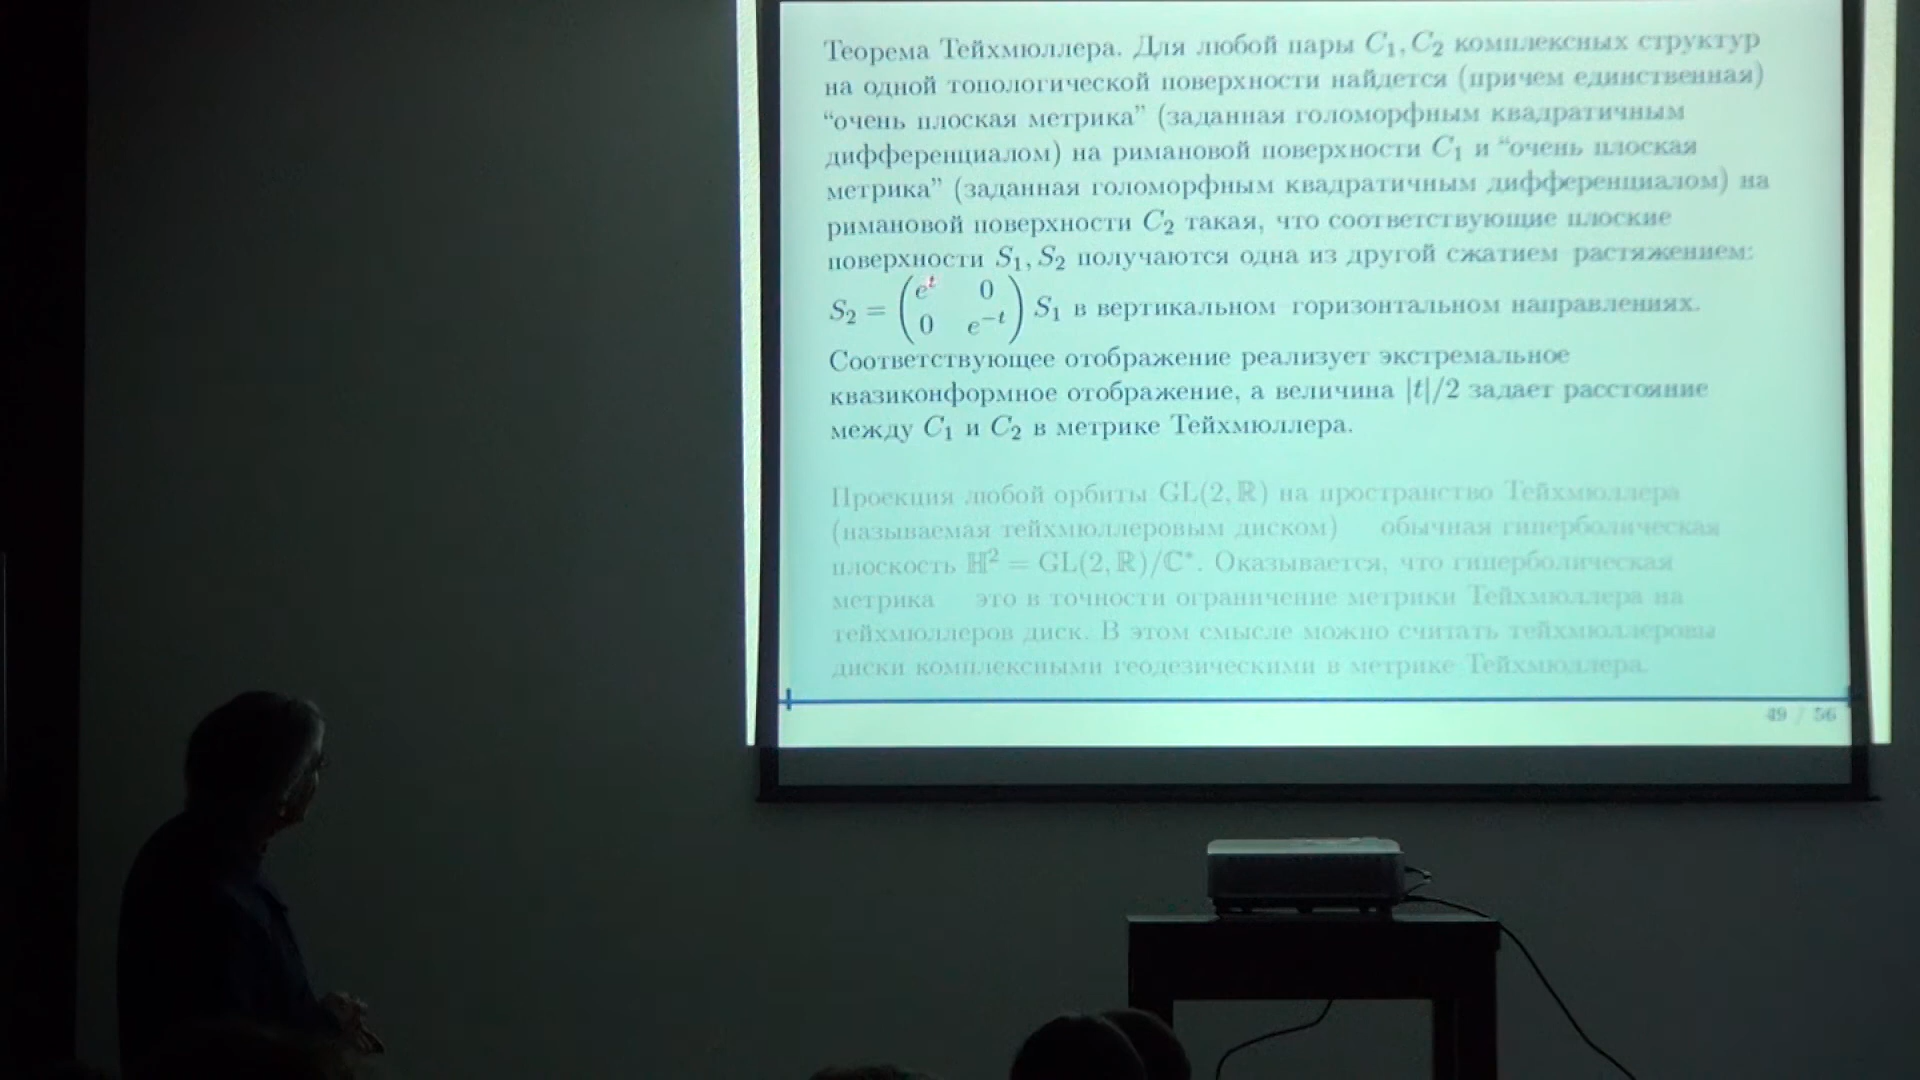 Теорема Тейхмюллера. Для любой пары C₁, C₂ комплексных структур
на одной топологической поверхности найдется (причем единственная)
“очень плоская метрика” (заданная голоморфным квадратичным
дифференциалом) на римановой поверхности C₁ и “очень плоская
метрика” (заданная голоморфным квадратичным дифференциалом) на
римановой поверхности C₂ такая, что соответствующие плоские
поверхности S₁, S₂ получаются одна из другой сжатием растяжением:
S₂ = (eᵗ 0 0 e⁻ᵗ) S₁ в вертикальном горизонтальном направлениях.
Соответствующее отображение реализует экстремальное
квазиконформное отображение, а величина |t|/2 задает расстояние
между C₁ и C₂ в метрике Тейхмюллера.
Проекция любой орбиты GL(2, ℝ) на пространство Тейхмюллера
(называемая тейхмюллеровым диском) обычная гиперболическая
плоскость ℍ² = GL(2, ℝ)/ℂ*. Оказывается, что гиперболическая
метрика это в точности ограничение метрики Тейхмюллера на
тейхмюллеров диск. В этом смысле можно считать тейхмюллеровы
диски комплексными геодезическими в метрике Тейхмюллера.
49 / 56